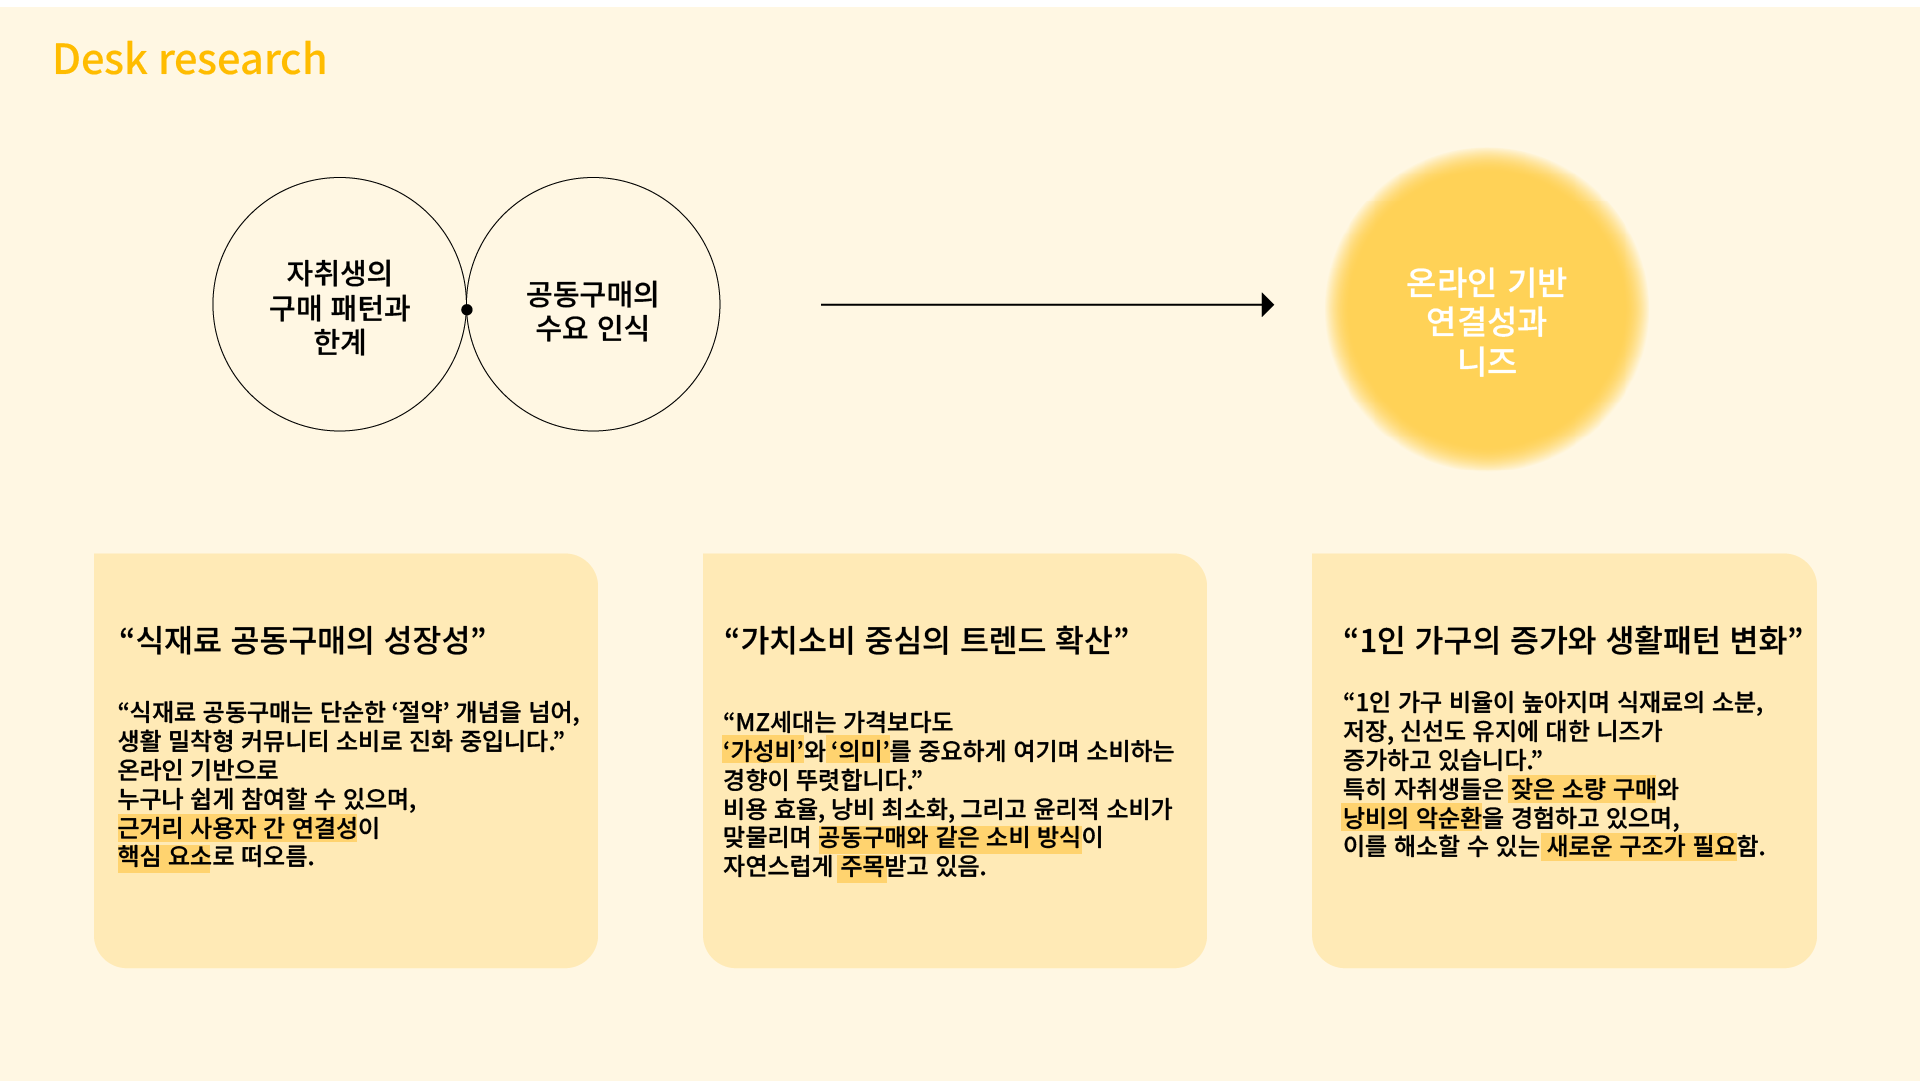 Desk research
자취생의
구매 패턴과
한계
공동구매의
수요 인식
온라인 기반
연결성과
니즈
“식재료 공동구매의 성장성”
“식재료 공동구매는 단순한 ‘절약’ 개념을 넘어,
생활 밀착형 커뮤니티 소비로 진화 중입니다.”
온라인 기반으로
누구나 쉽게 참여할 수 있으며,
근거리 사용자 간 연결성이
핵심 요소로 떠오름.
“가치소비 중심의 트렌드 확산”
“MZ세대는 가격보다도
‘가성비’와 ‘의미’를 중요하게 여기며 소비하는
경향이 뚜렷합니다.”
비용 효율, 낭비 최소화, 그리고 윤리적 소비가
맞물리며 공동구매와 같은 소비 방식이
자연스럽게 주목받고 있음.
“1인 가구의 증가와 생활패턴 변화”
“1인 가구 비율이 높아지며 식재료의 소분,
저장, 신선도 유지에 대한 니즈가
증가하고 있습니다.”
특히 자취생들은 잦은 소량 구매와
낭비의 악순환을 경험하고 있으며,
이를 해소할 수 있는 새로운 구조가 필요함.